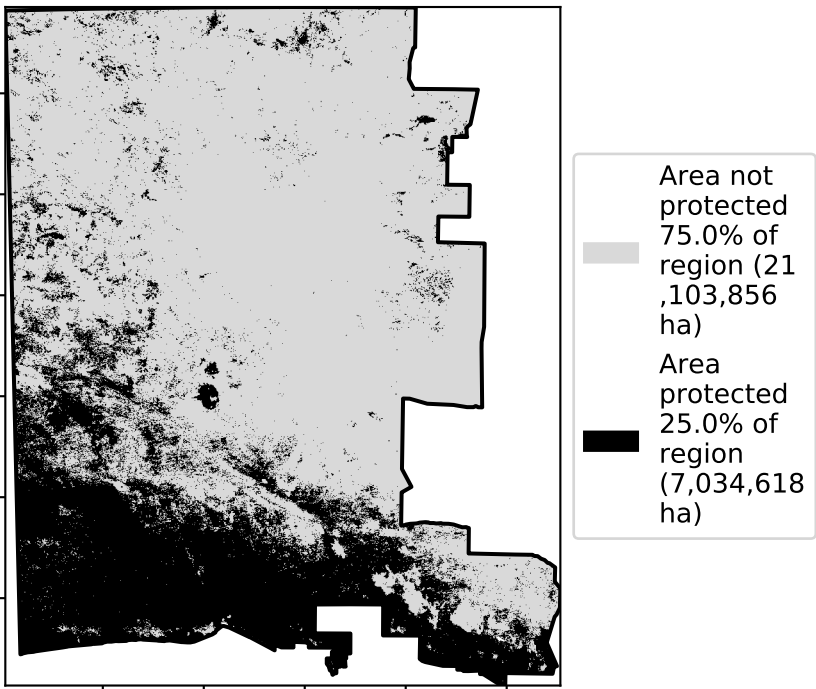 Area not
protected
75.0% of
region (21
,103,856
ha)
Area
protected
25.0% of
region
(7,034,618
ha)